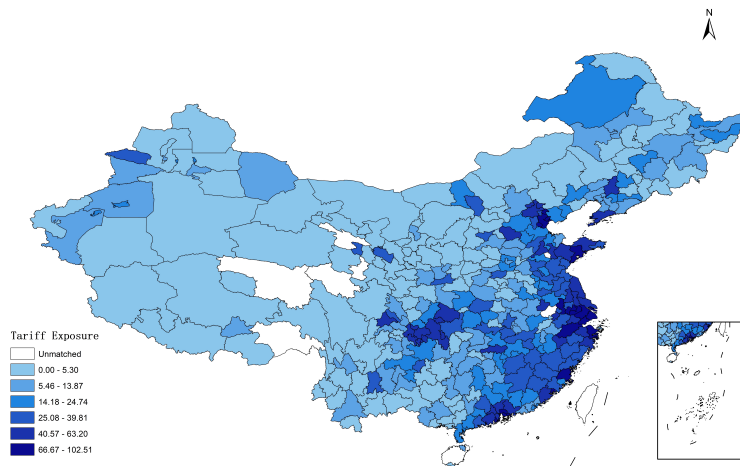 N
Tariff Exposure
Unmatched
0.00 - 5.30
5.46 - 13.87
14.18 - 24.74
25.08 - 39.81
40.57 - 63.20
66.67 - 102.51